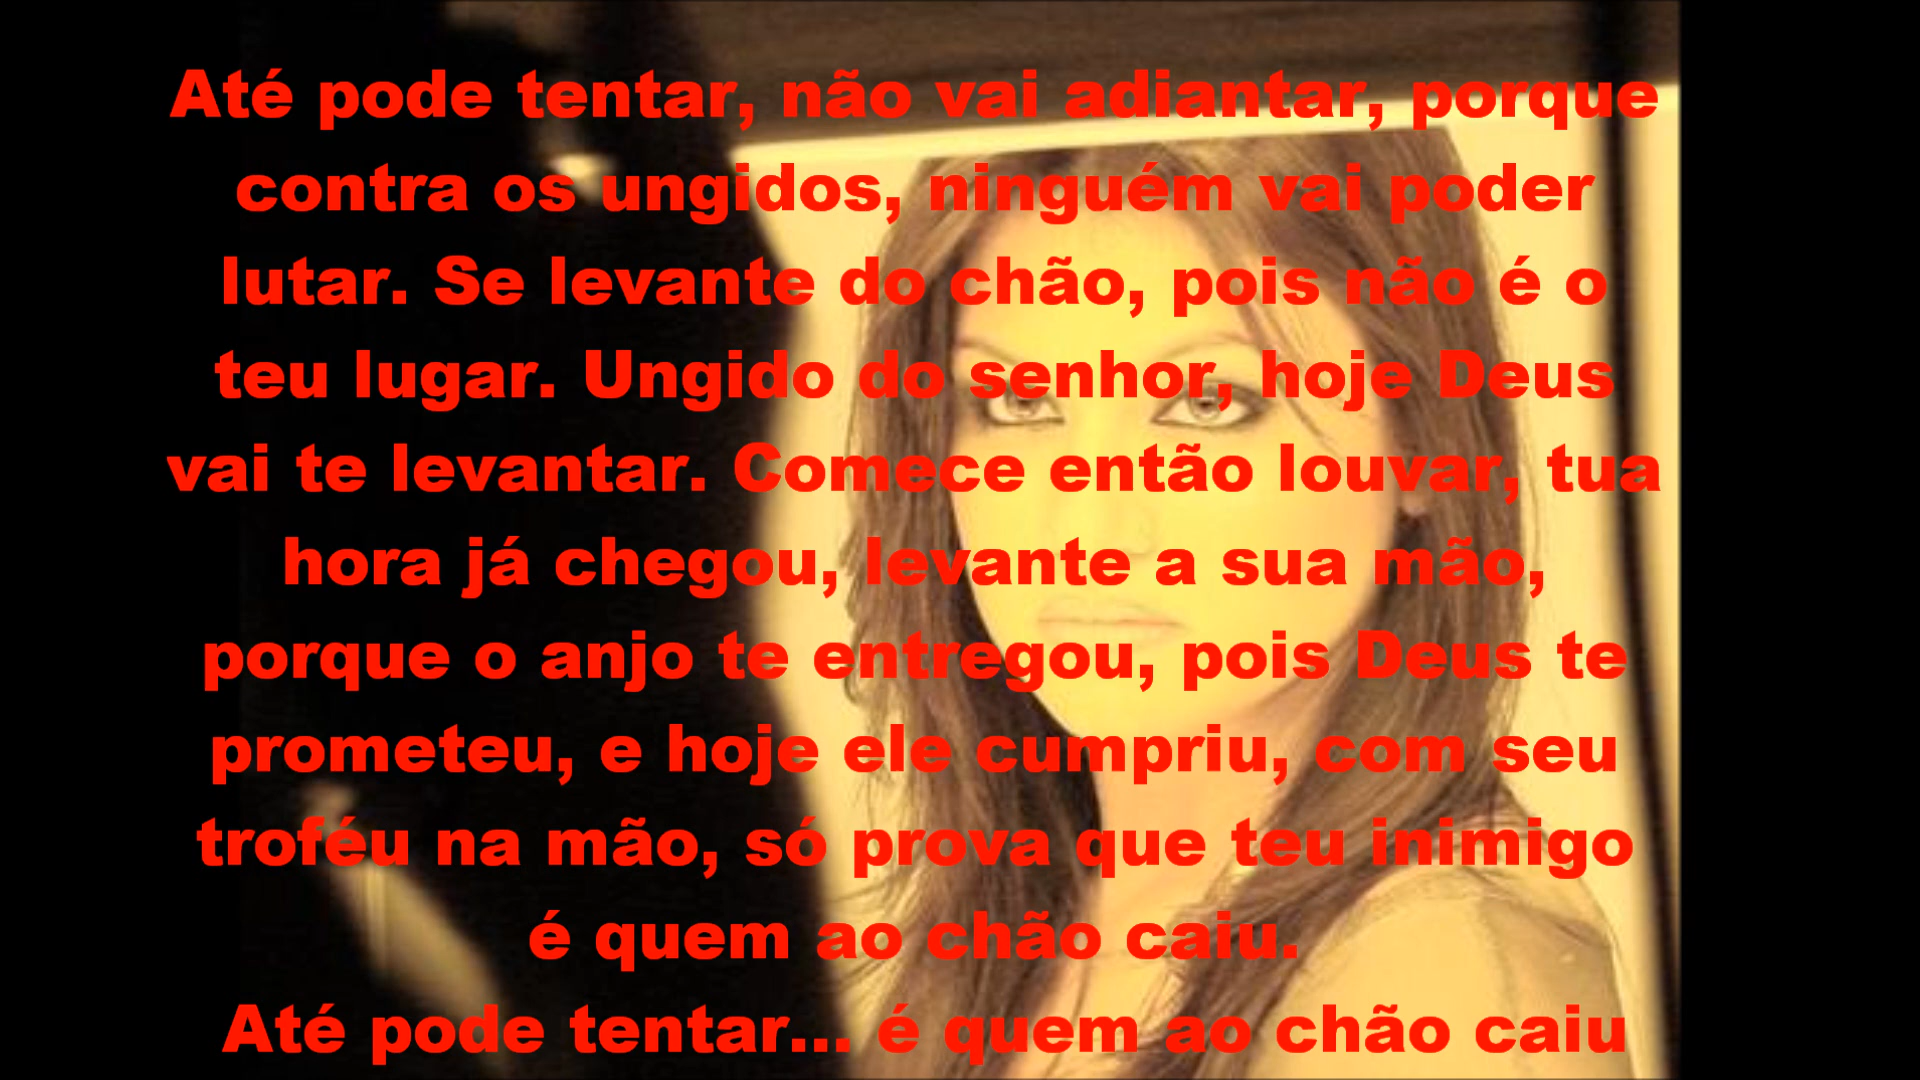 Até pode tentar, não vai adiantar, porque
contra os ungidos, ninguém vai poder
lutar. Se levante do chão, pois não é o
teu lugar. Ungido do senhor, hoje Deus
vai te levantar. Comece então louvar, tua
hora já chegou, levante a sua mão,
porque o anjo te entregou, pois Deus te
prometeu, e hoje ele cumpriu, com seu
troféu na mão, só prova que teu inimigo
é quem ao chão caiu.
Até pode tentar... é quem ao chão caiu